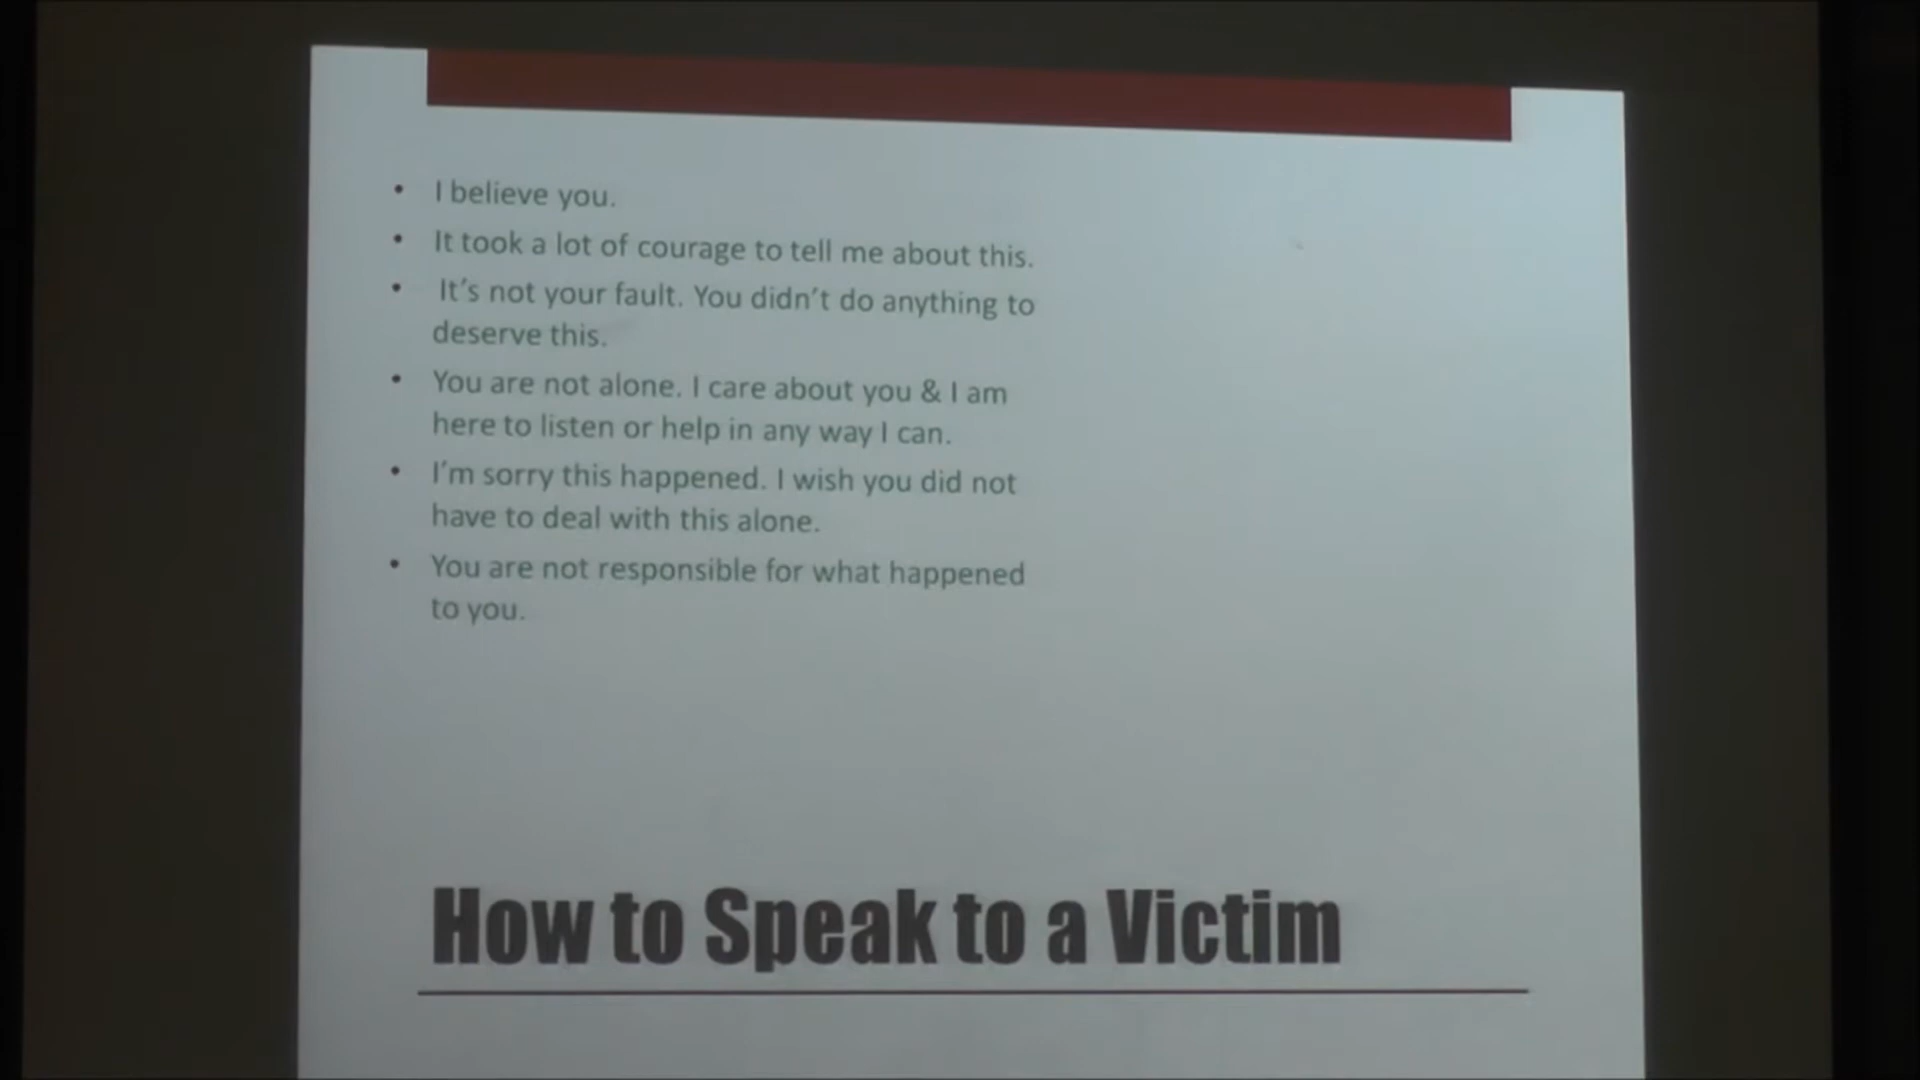 • I believe you.
• It took a lot of courage to tell me about this.
• It's not your fault. You didn't do anything to
deserve this.
• You are not alone. I care about you & I am
here to listen or help in any way I can.
• I'm sorry this happened. I wish you did not
have to deal with this alone.
• You are not responsible for what happened
to you.
How to Speak to a Victim